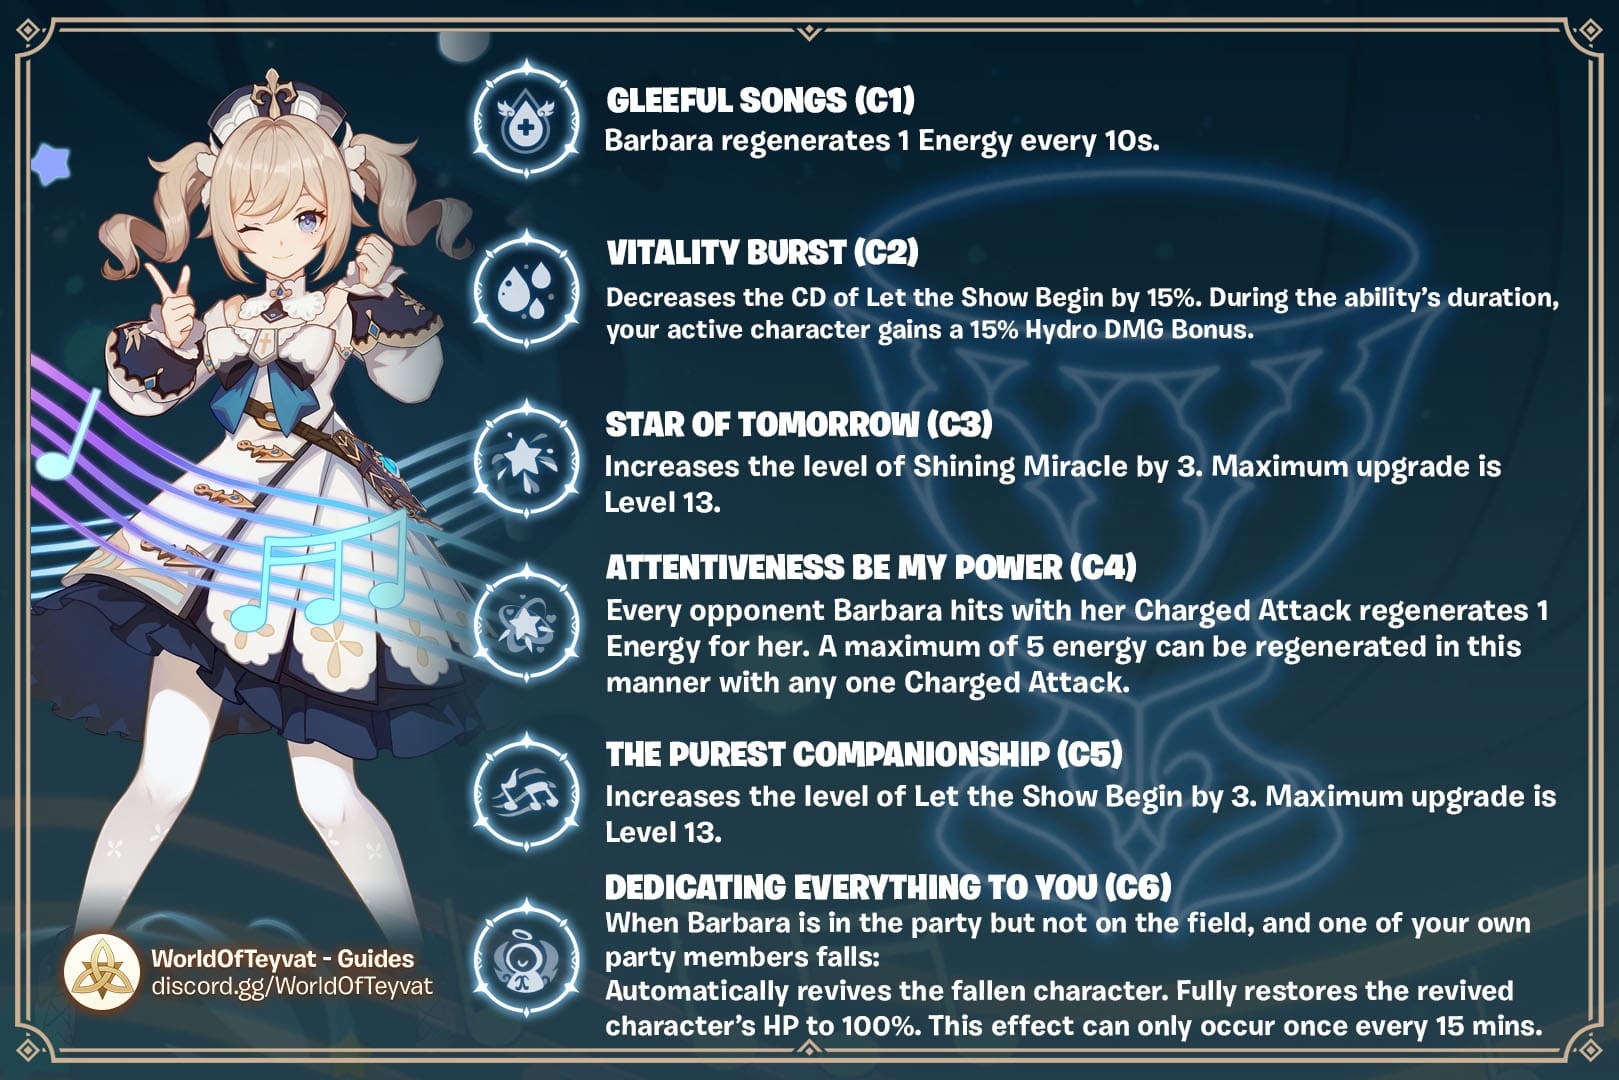 GLEEFUL SONGS (C1)
Barbara regenerates 1 Energy every 10s.
VITALITY BURST (C2)
Decreases the CD of Let the Show Begin by 15%. During the ability's duration,
your active character gains a 15% Hydro DMG Bonus.
STAR OF TOMORROW (C3)
Increases the level of Shining Miracle by 3. Maximum upgrade is
Level 13.
ATTENTIVENESS BE MY POWER (C4)
Every opponent Barbara hits with her Charged Attack regenerates 1
Energy for her. A maximum of 5 energy can be regenerated in this
manner with any one Charged Attack.
THE PUREST COMPANIONSHIP (C5)
Increases the level of Let the Show Begin by 3. Maximum upgrade is
Level 13.
DEDICATING EVERYTHING TO YOU (C6)
When Barbara is in the party but not on the field, and one of your own
party members falls:
Automatically revives the fallen character. Fully restores the revived
character's HP to 100%. This effect can only occur once every 15 mins.
WorldOfTeyvat - Guides
discord.gg/WorldOfTeyvat